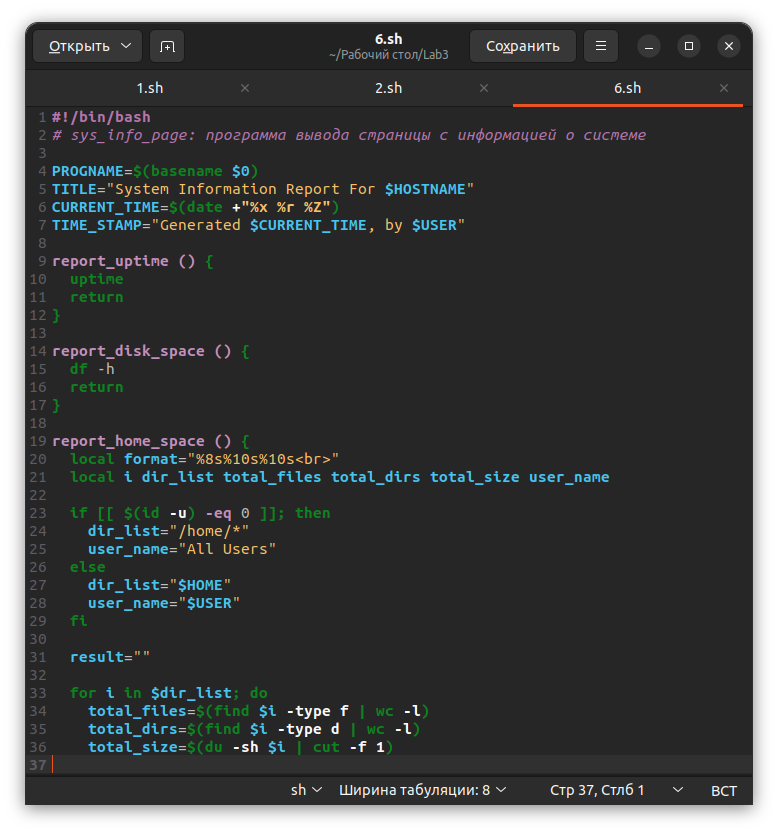 Открыть
6.sh
~/Рабочий стол/Lab3
Сохранить
1.sh
2.sh
6.sh
1 #!/bin/bash
2 # sys_info_page: программа вывода страницы с информацией о системе
3
4 PROGNAME=$(basename $0)
5 TITLE="System Information Report For $HOSTNAME"
6 CURRENT_TIME=$(date +"%x %r %Z")
7 TIME_STAMP="Generated $CURRENT_TIME, by $USER"
8
9 report_uptime () {
10   uptime
11   return
12 }
13
14 report_disk_space () {
15   df -h
16   return
17 }
18
19 report_home_space () {
20   local format="%8s%10s%10s<br>"
21   local i dir_list total_files total_dirs total_size user_name
22
23   if [[ $(id -u) -eq 0 ]]; then
24     dir_list="/home/*"
25     user_name="All Users"
26   else
27     dir_list="$HOME"
28     user_name="$USER"
29   fi
30
31   result=""
32
33   for i in $dir_list; do
34     total_files=$(find $i -type f | wc -l)
35     total_dirs=$(find $i -type d | wc -l)
36     total_size=$(du -sh $i | cut -f 1)
37
sh
Ширина табуляции: 8
Стр 37, Стлб 1
ВСТ